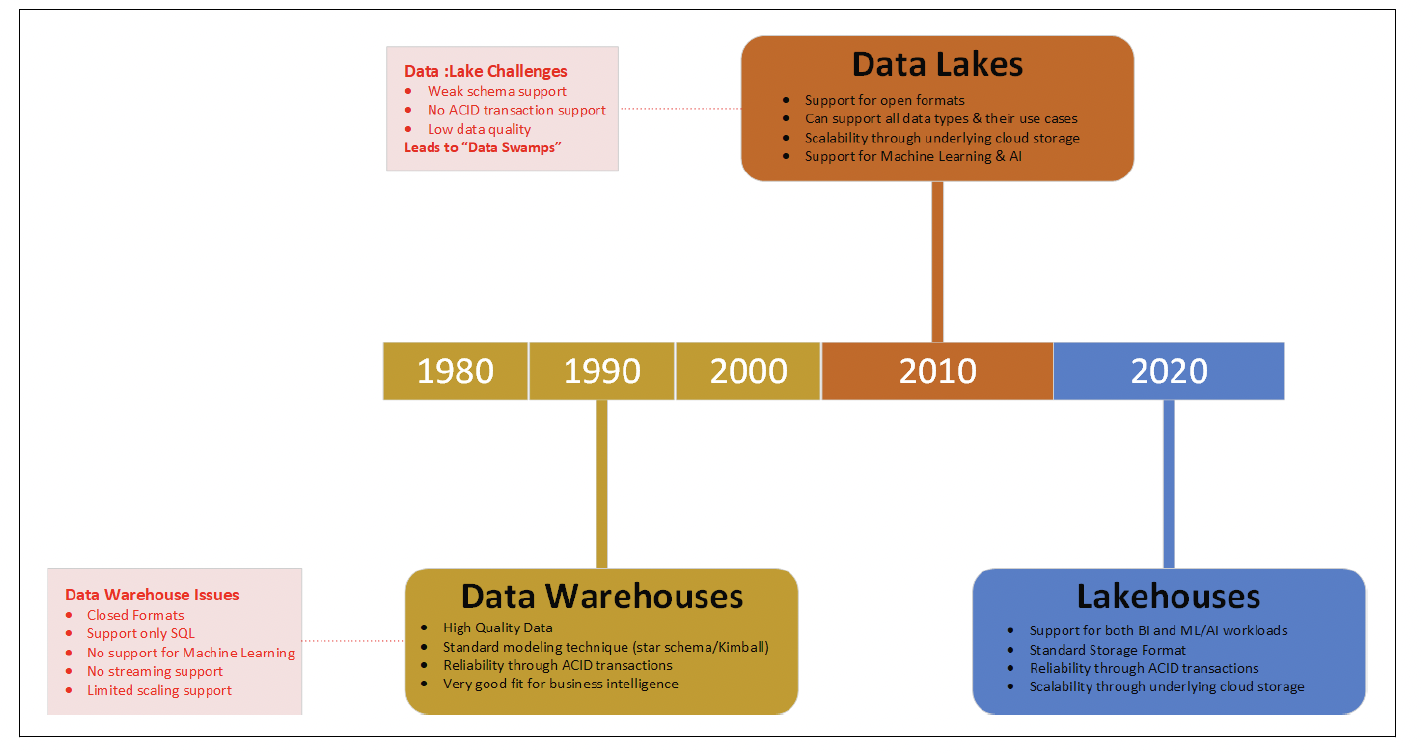 Data :Lake Challenges
• Weak schema support
• No ACID transaction support
• Low data quality
Leads to “Data Swamps”
Data Lakes
• Support for open formats
• Can support all data types & their use cases
• Scalability through underlying cloud storage
• Support for Machine Learning & AI
1980 1990 2000 2010 2020
Data Warehouse Issues
• Closed Formats
• Support only SQL
• No support for Machine Learning
• No streaming support
• Limited scaling support
Data Warehouses
• High Quality Data
• Standard modeling technique (star schema/Kimball)
• Reliability through ACID transactions
• Very good fit for business intelligence
Lakehouses
• Support for both BI and ML/AI workloads
• Standard Storage Format
• Reliability through ACID transactions
• Scalability through underlying cloud storage